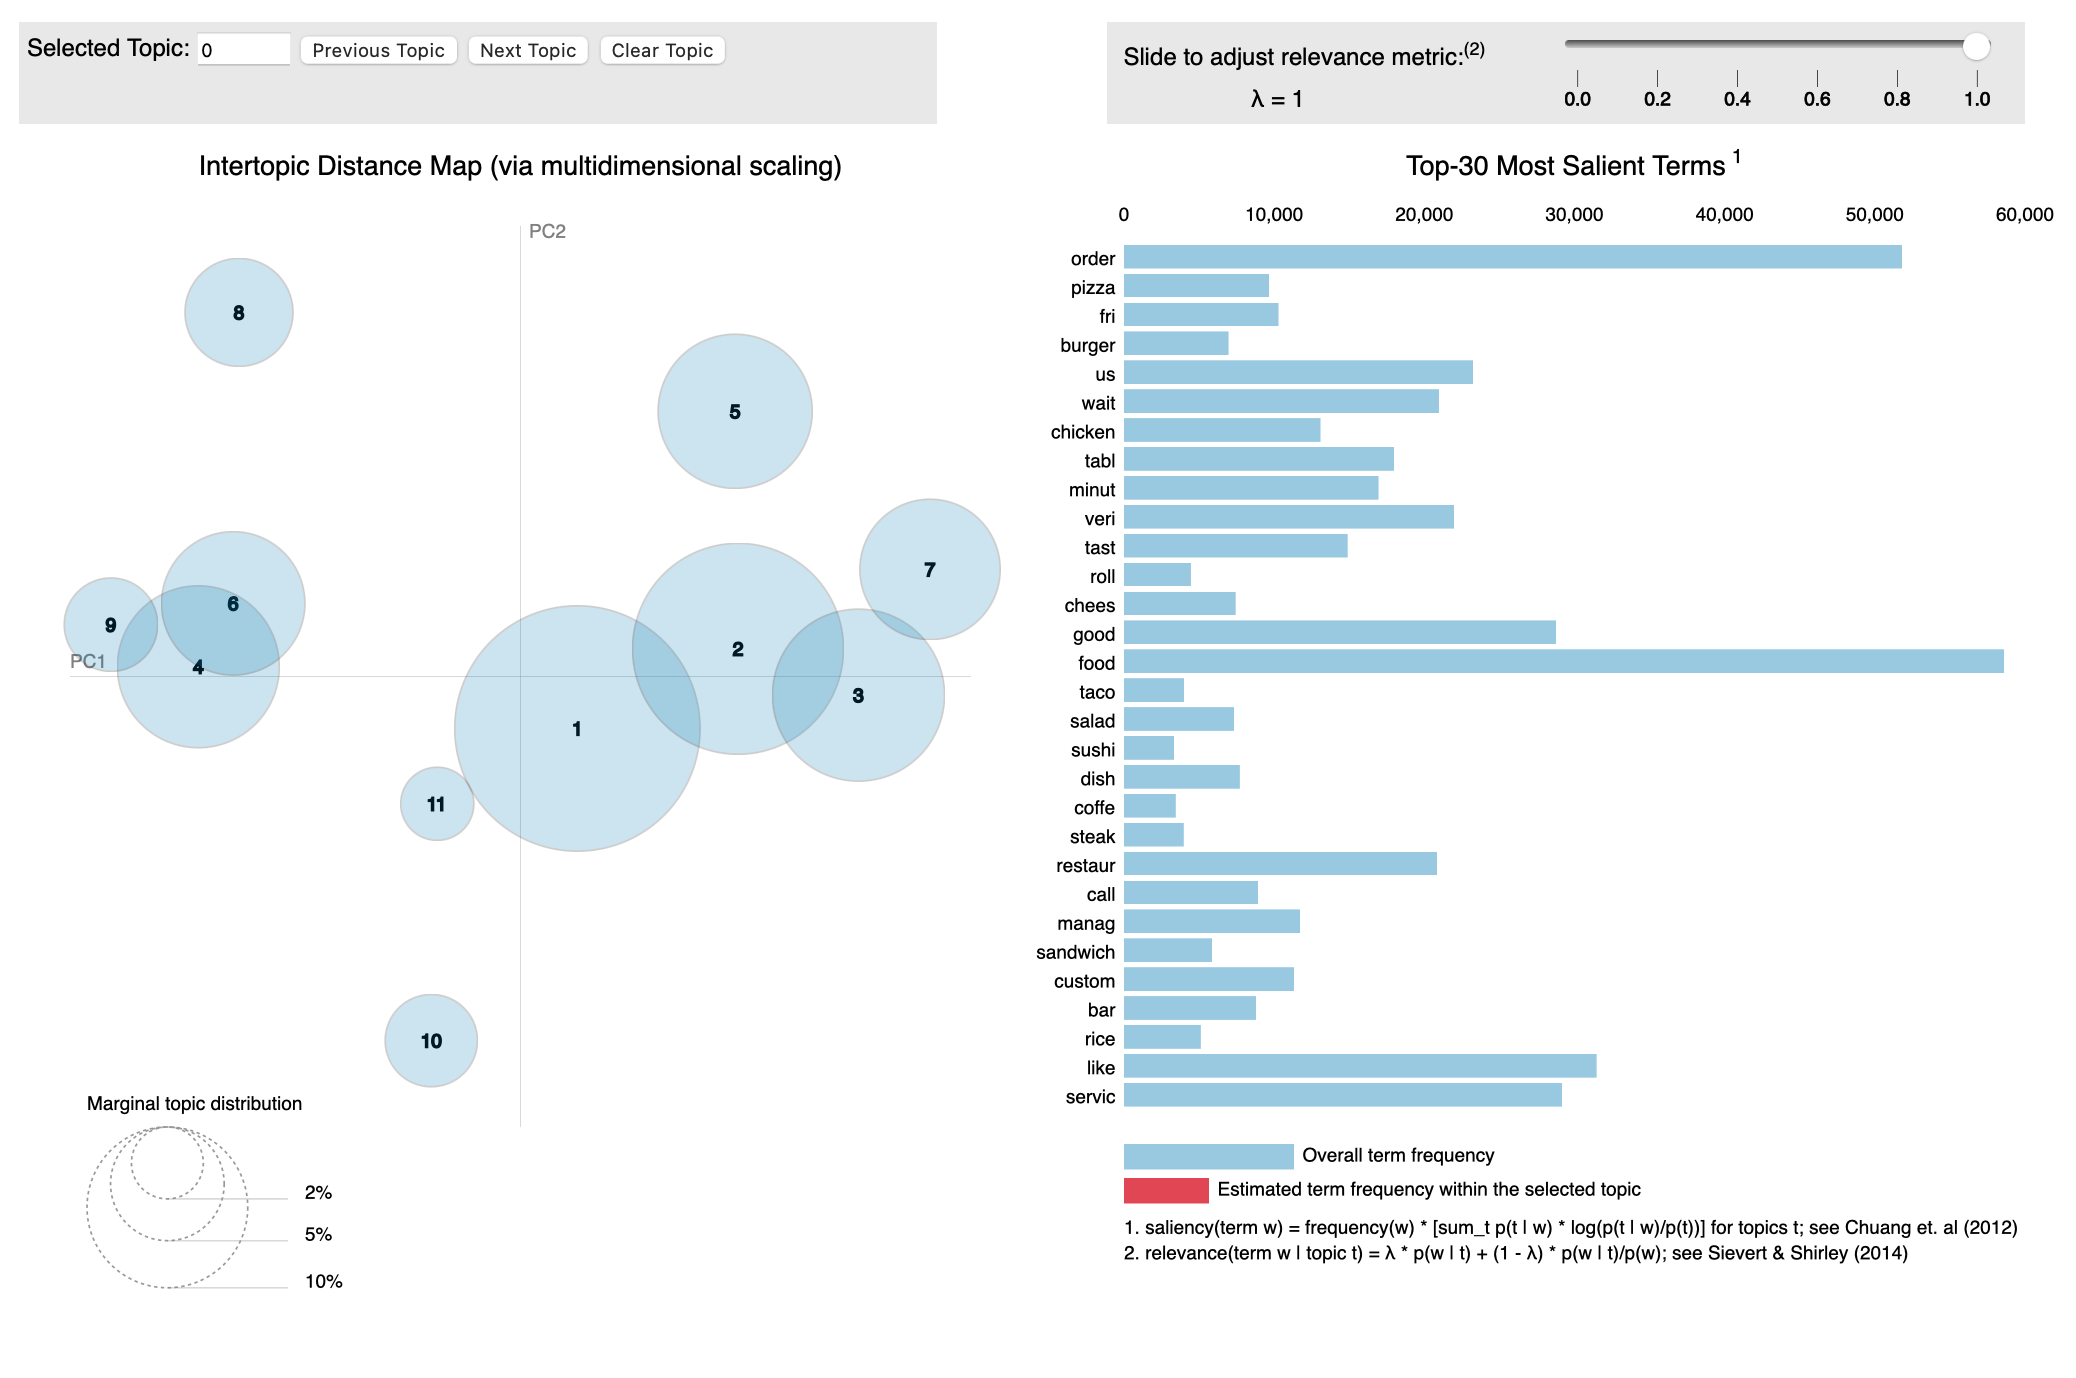 Selected Topic: 0 Previous Topic Next Topic Clear Topic
Slide to adjust relevance metric:(2)
λ = 1
0.0 0.2 0.4 0.6 0.8 1.0
Intertopic Distance Map (via multidimensional scaling)
PC2
8
5
7
6
9
2
PC1
4
3
1
11
10
Marginal topic distribution
2%
5%
10%
Top-30 Most Salient Terms 1
0 10,000 20,000 30,000 40,000 50,000 60,000
order
pizza
fri
burger
us
wait
chicken
tabl
minut
veri
tast
roll
chees
good
food
taco
salad
sushi
dish
coffe
steak
restaur
call
manag
sandwich
custom
bar
rice
like
servic
Overall term frequency
Estimated term frequency within the selected topic
1. saliency(term w) = frequency(w) * [sum_t p(t | w) * log(p(t | w)/p(t))] for topics t; see Chuang et. al (2012)
2. relevance(term w | topic t) = λ * p(w | t) + (1 - λ) * p(w | t)/p(w); see Sievert & Shirley (2014)